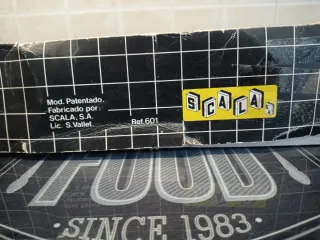 Mod. Patentado.
Fabricado por:
SCALA, S.A.
Lic. S. Vallet.
Ref. 601
SCALA
FOOD
SINCE 1983